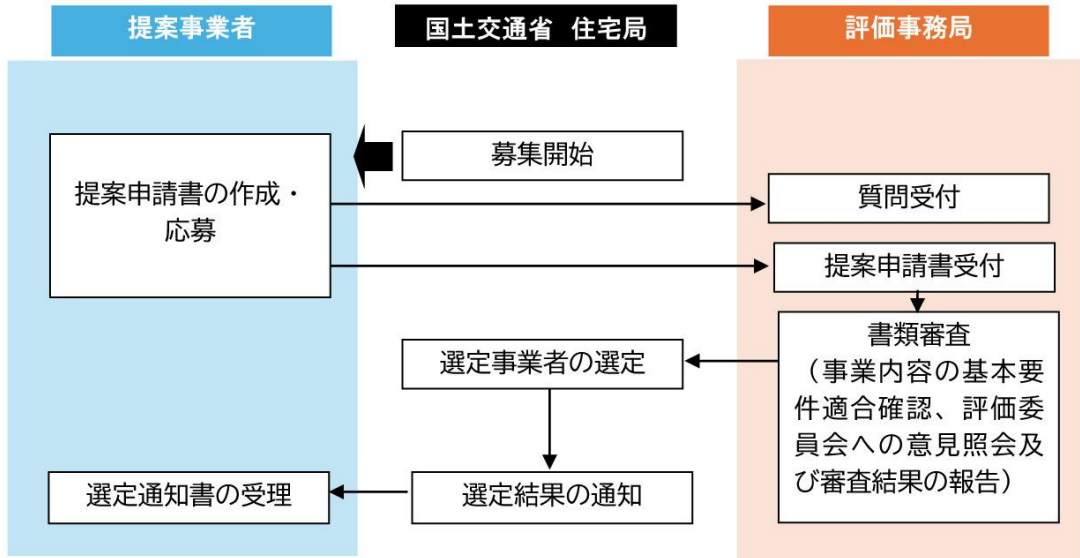 提案事業者
国土交通省 住宅局
評価事務局
募集開始
提案申請書の作成・
応募
質問受付
提案申請書受付
書類審査
（事業内容の基本要
件適合確認、評価委
員会への意見照会及
び審査結果の報告）
選定事業者の選定
選定通知書の受理
選定結果の通知